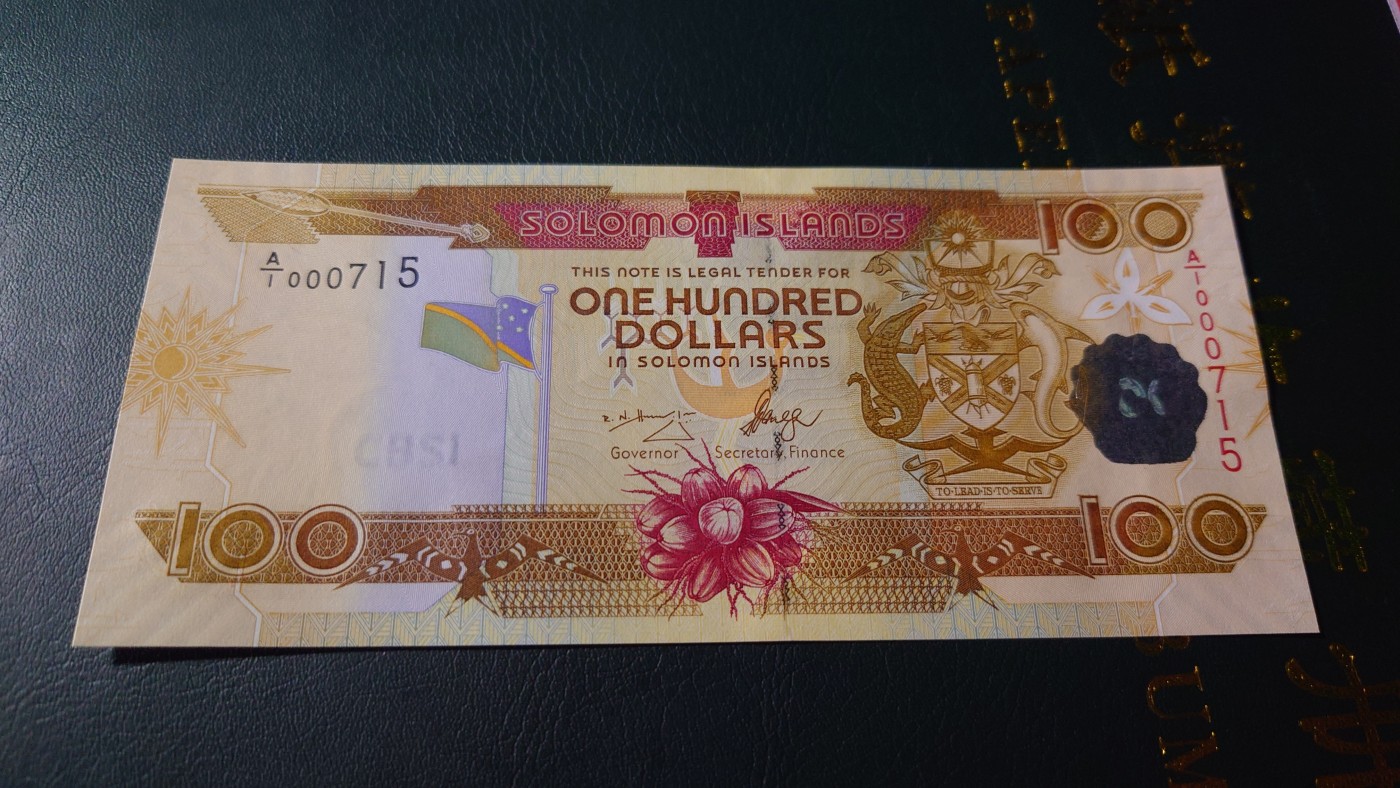 SOLOMON ISLANDS
100
A/1 000715
THIS NOTE IS LEGAL TENDER FOR
ONE HUNDRED
DOLLARS
IN SOLOMON ISLANDS
A/1 000715
CBSI
Governor Secretary, Finance
TO·LEAD·IS·TO·SERVE
100
100